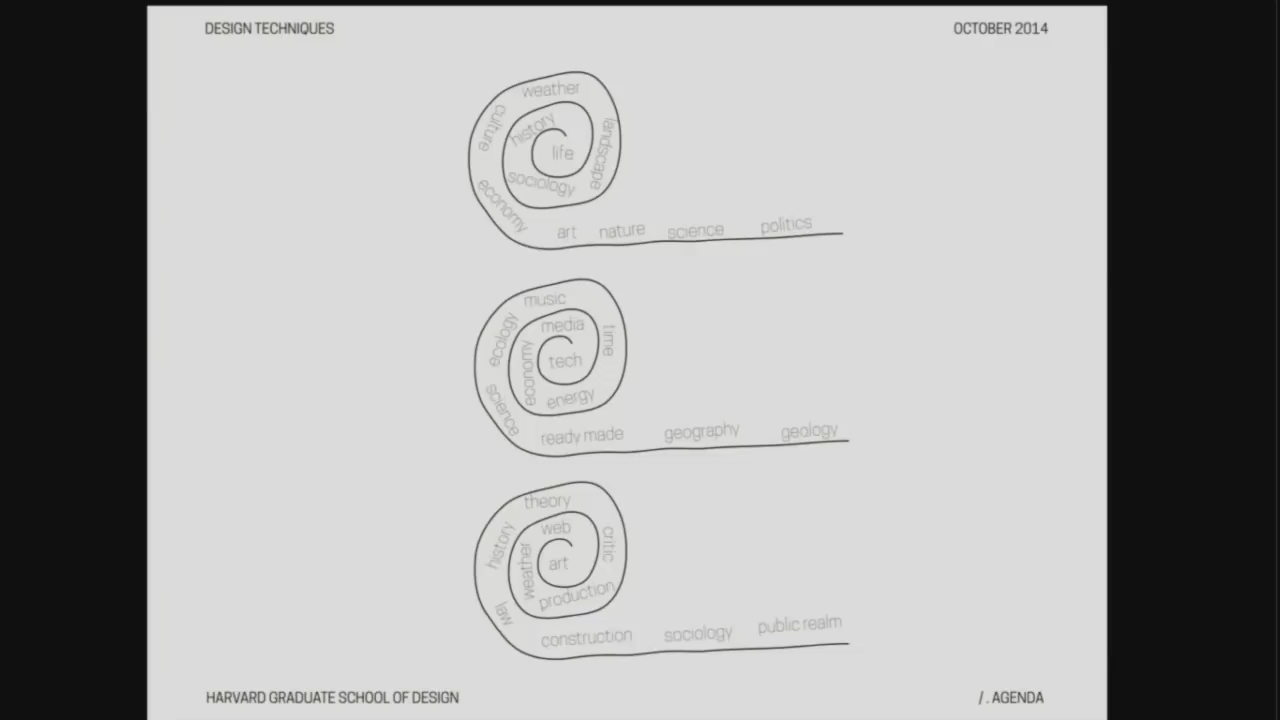 DESIGN TECHNIQUES
OCTOBER 2014
weather
culture
history
landscape
life
sociology
economy
art nature science politics
music
ecology
media
time
economy
tech
science
energy
ready made geography geology
theory
history
web
critic
weather
art
law
production
construction sociology public realm
HARVARD GRADUATE SCHOOL OF DESIGN
/. AGENDA